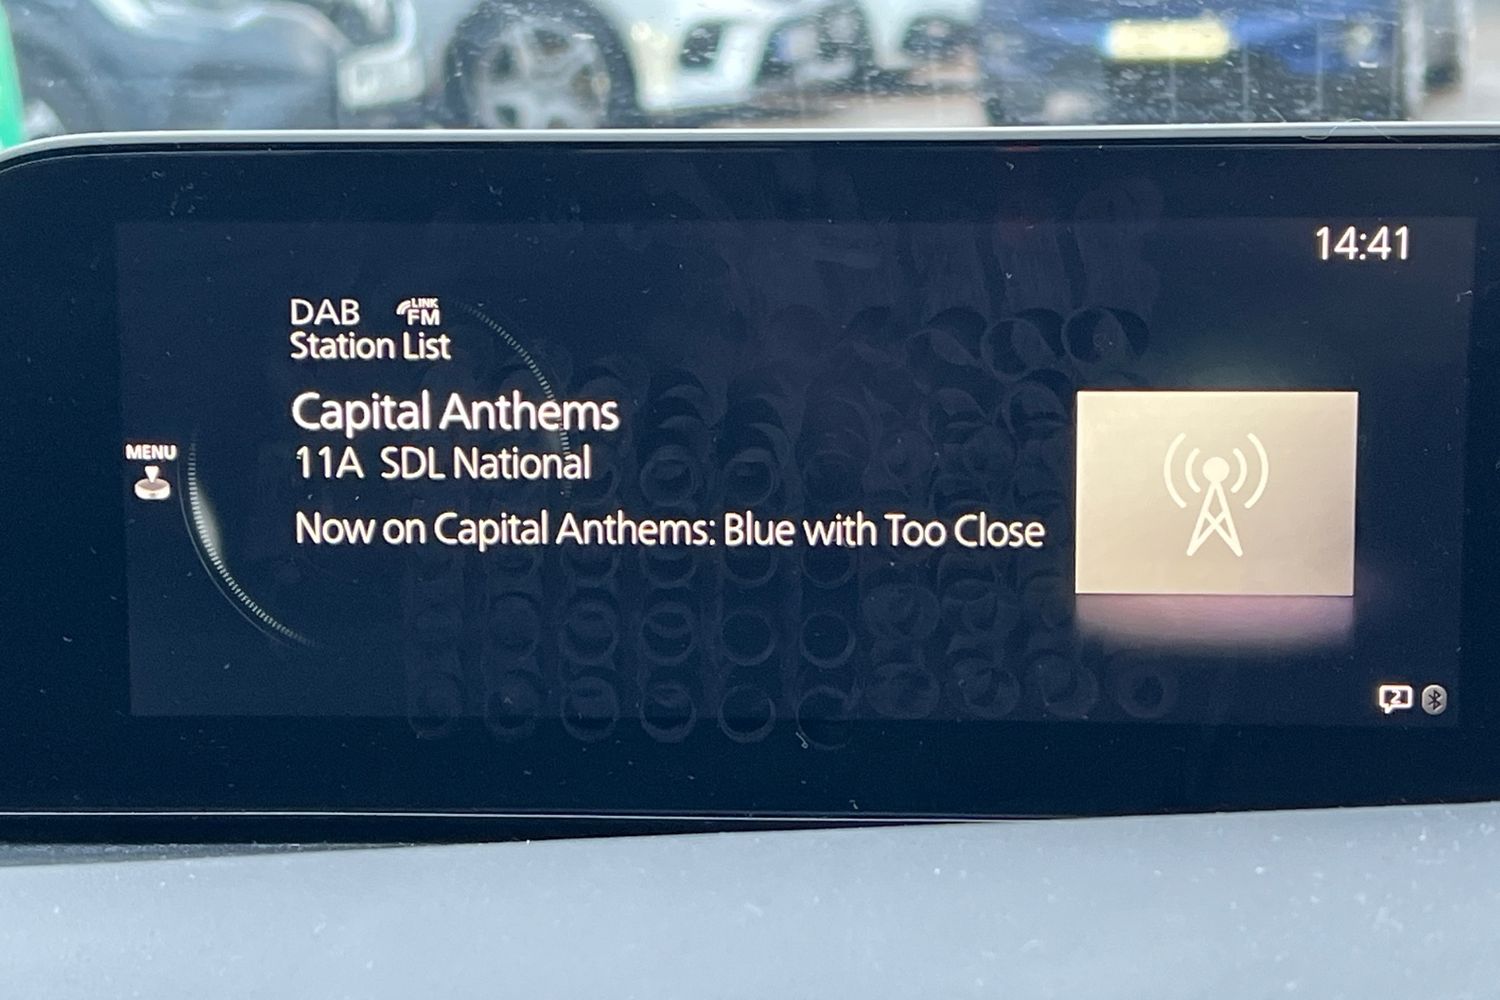 14:41
DAB LINK FM
Station List
Capital Anthems
MENU
11A SDL National
Now on Capital Anthems: Blue with Too Close
2